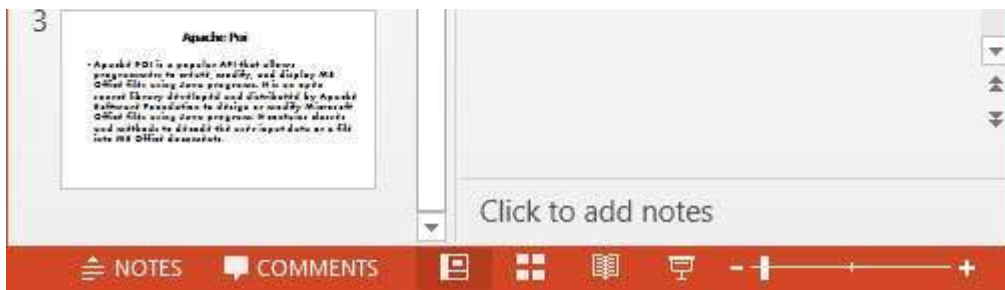 3
Apache Poi
• Apache POI is a popular API that allows
programmers to create, modify, and display MS
Office files using Java programs. It is an open
source library developed and distributed by Apache
Software Foundation to design or modify Microsoft
Office files using Java program. It contains classes
and methods to decode the user input data or a file
into MS Office documents.
Click to add notes
NOTES COMMENTS